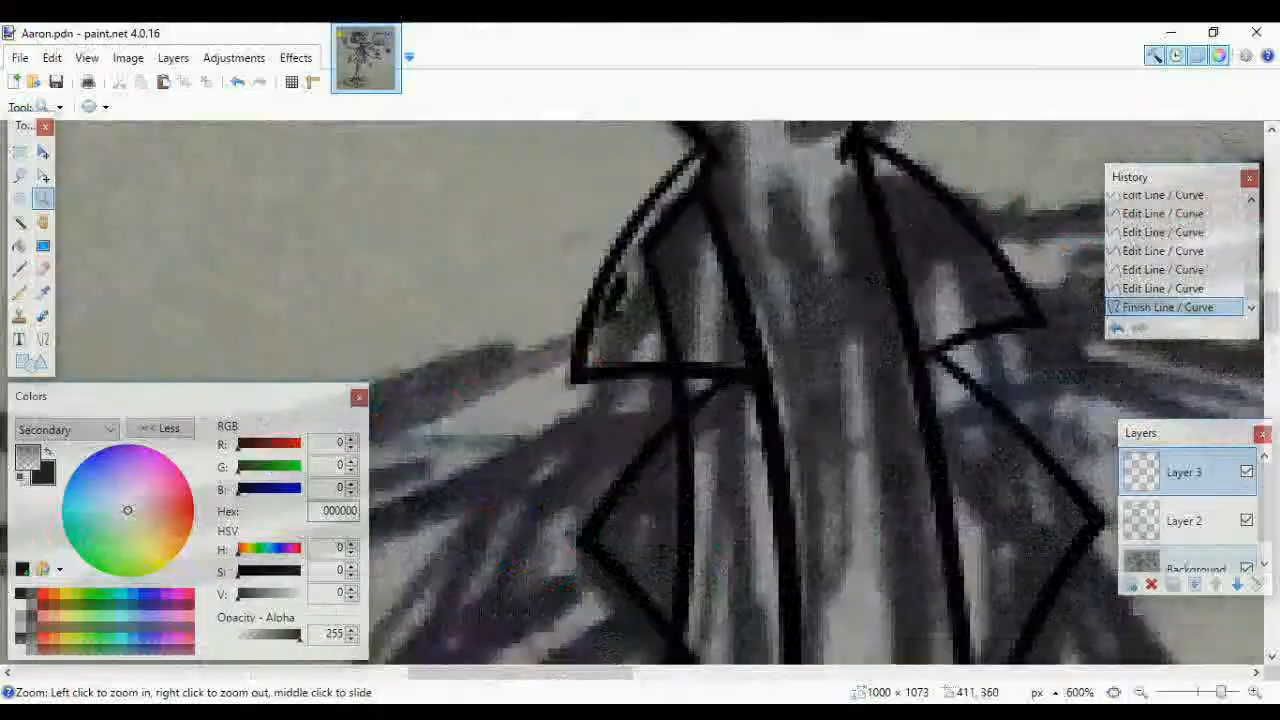 Aaron.pdn - paint.net 4.0.16
File Edit View Image Layers Adjustments Effects
Tool:
To...
History
Edit Line / Curve
Edit Line / Curve
Edit Line / Curve
Edit Line / Curve
Edit Line / Curve
Edit Line / Curve
Finish Line / Curve
Colors
Secondary
<< Less
RGB
R: 0
G: 0
B: 0
Hex: 000000
HSV
H: 0
S: 0
V: 0
Opacity - Alpha
255
Layers
Layer 3
Layer 2
Background
Zoom: Left click to zoom in, right click to zoom out, middle click to slide
1000 × 1073
411, 360
px
600%